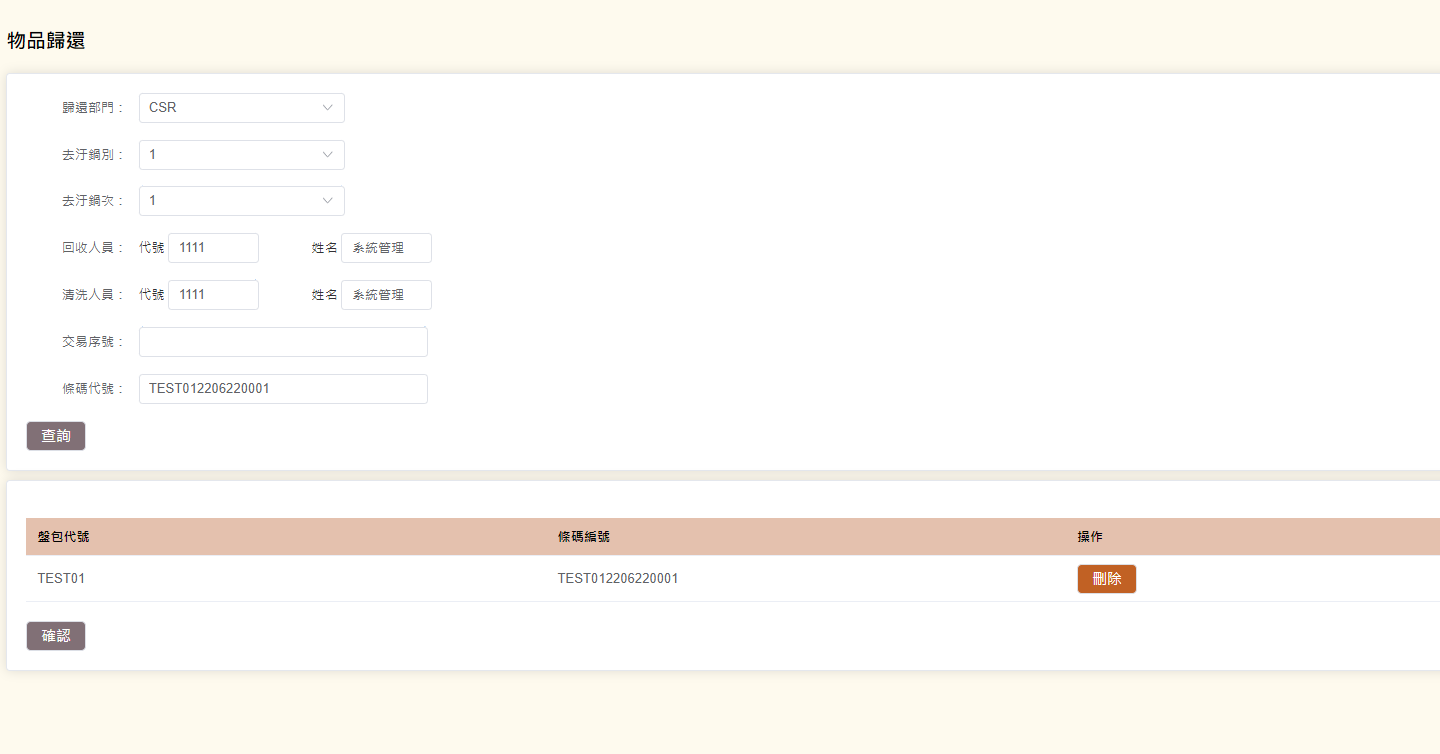 物品歸還
歸還部門： CSR
去汙鍋別： 1
去汙鍋次： 1
回收人員： 代號 1111 姓名 系統管理
清洗人員： 代號 1111 姓名 系統管理
交易序號：
條碼代號： TEST012206220001
查詢
盤包代號 條碼編號 操作
TEST01 TEST012206220001 刪除
確認